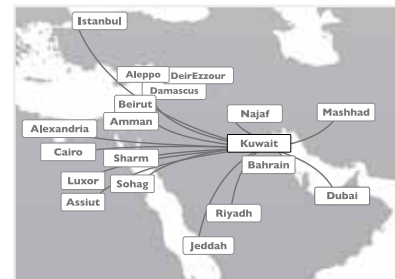 Istanbul
Aleppo
DeirEzzour
Damascus
Beirut
Najaf
Mashhad
Amman
Alexandria
Kuwait
Cairo
Sharm
Bahrain
Luxor
Sohag
Dubai
Assiut
Riyadh
Jeddah